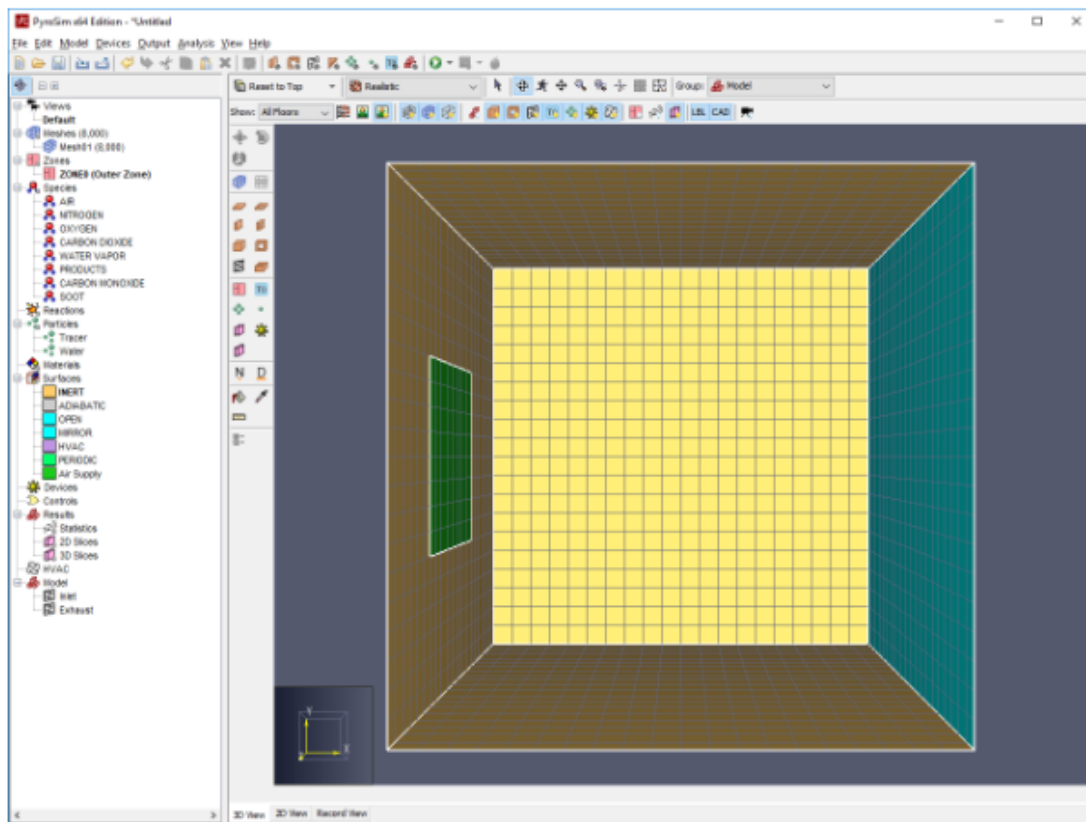 PyroSim x64 Edition - *Untitled
File Edit Model Devices Output Analysis View Help
Reset to Top Realistic Group: Model
Show: All Floors LBL CAD
Views
Default
Meshes (8,000)
Mesh01 (8,000)
Zones
ZONE0 (Outer Zone)
Species
AIR
NITROGEN
OXYGEN
CARBON DIOXIDE
WATER VAPOR
PRODUCTS
CARBON MONOXIDE
SOOT
Reactions
Particles
Tracer
Water
Materials
Surfaces
INERT
ADIABATIC
OPEN
MIRROR
HVAC
PERIODIC
Air Supply
Devices
Controls
Results
Statistics
2D Slices
3D Slices
HVAC
Model
Inlet
Exhaust
N D
Y
X
3D View 2D View Record View